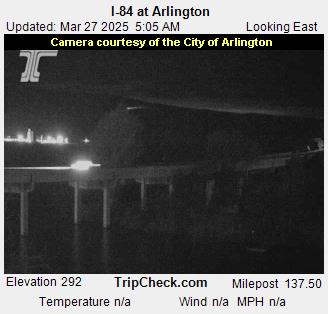 I-84 at Arlington
Updated: Mar 27 2025 5:05 AM Looking East
Camera courtesy of the City of Arlington
Elevation 292 TripCheck.com Milepost 137.50
Temperature n/a Wind n/a MPH n/a